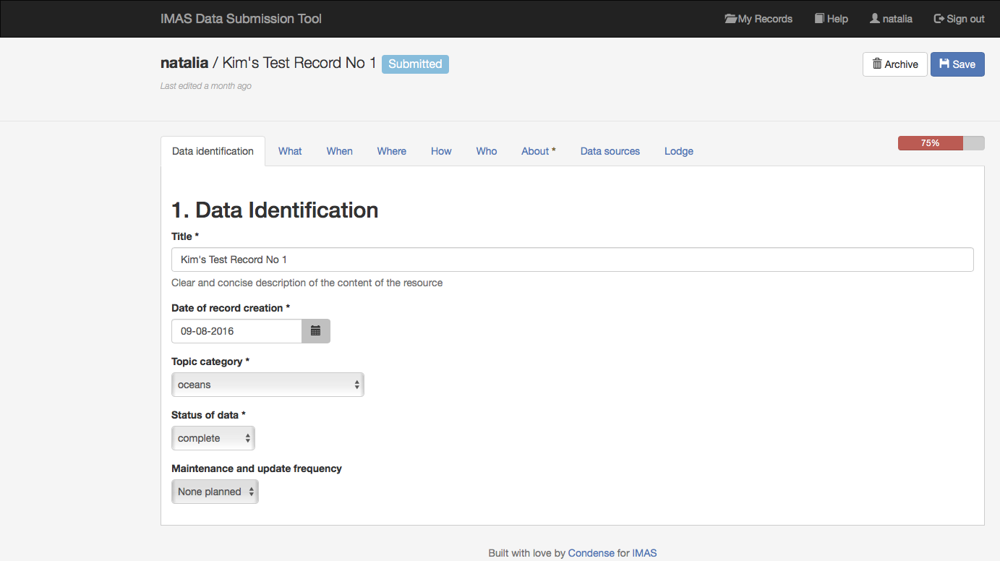 IMAS Data Submission Tool My Records Help natalia Sign out
natalia / Kim's Test Record No 1 Submitted Archive Save
Last edited a month ago
Data identification What When Where How Who About * Data sources Lodge 75%
1. Data Identification
Title *
Kim's Test Record No 1
Clear and concise description of the content of the resource
Date of record creation *
09-08-2016
Topic category *
oceans
Status of data *
complete
Maintenance and update frequency
None planned
Built with love by Condense for IMAS